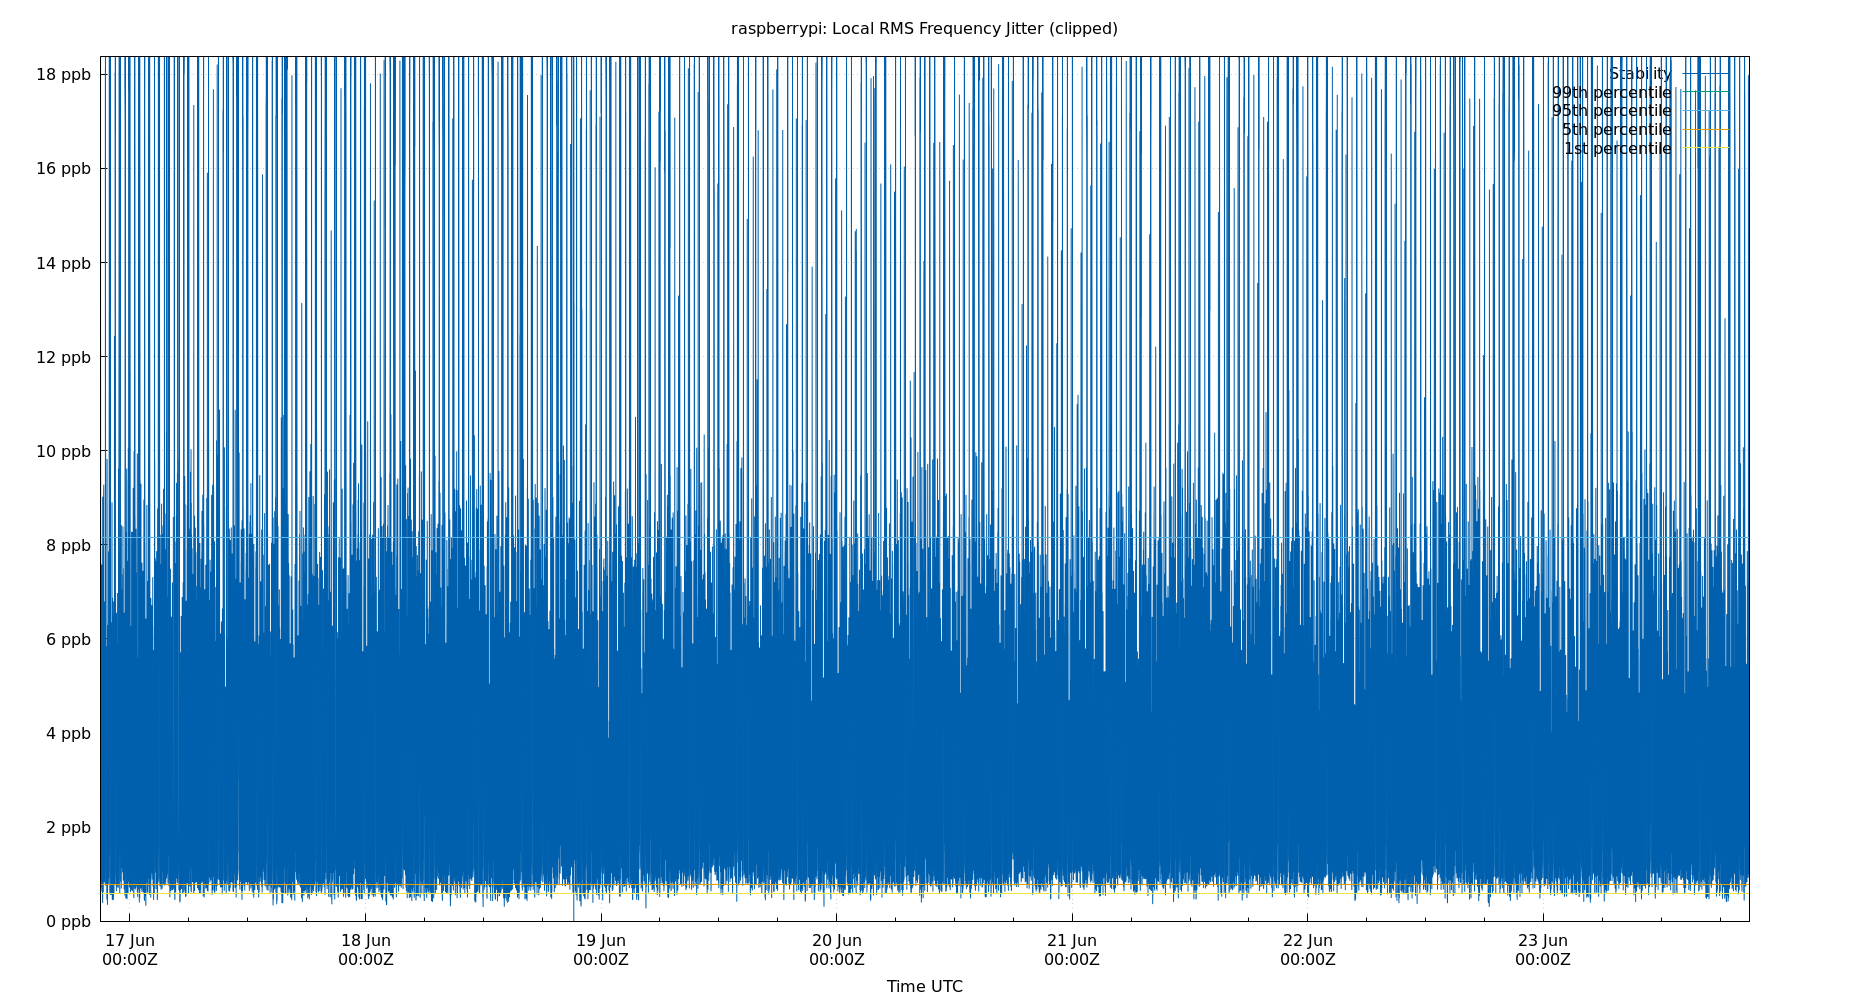 raspberrypi: Local RMS Frequency Jitter (clipped)
18 ppb
16 ppb
14 ppb
12 ppb
10 ppb
8 ppb
6 ppb
4 ppb
2 ppb
0 ppb
Stability
99th percentile
95th percentile
5th percentile
1st percentile
17 Jun
00:00Z
18 Jun
00:00Z
19 Jun
00:00Z
20 Jun
00:00Z
21 Jun
00:00Z
22 Jun
00:00Z
23 Jun
00:00Z
Time UTC